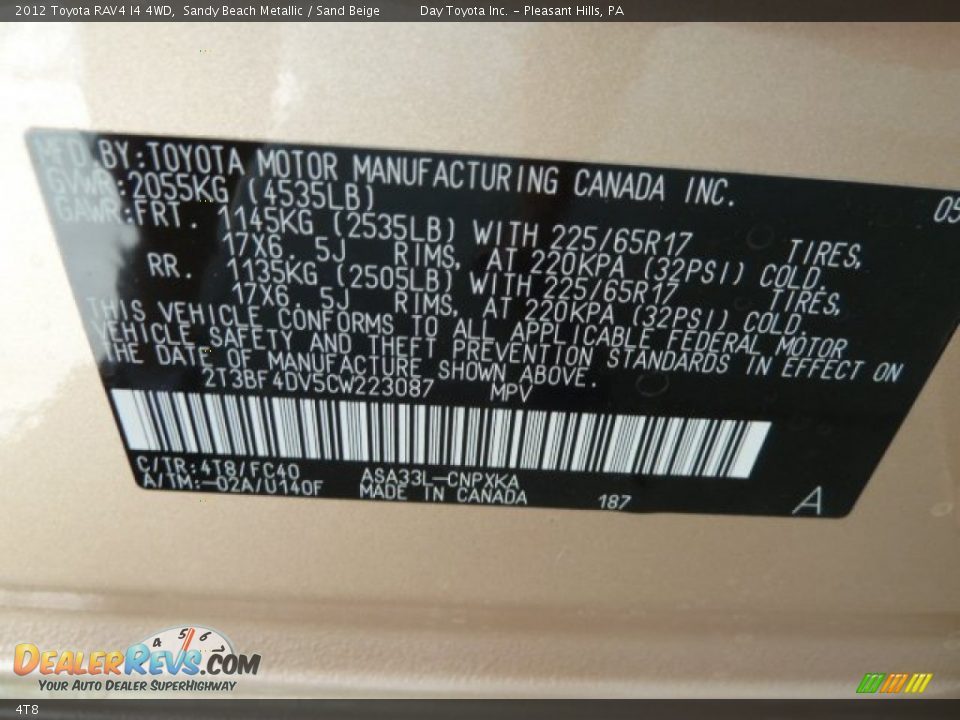 2012 Toyota RAV4 I4 4WD, Sandy Beach Metallic / Sand Beige Day Toyota Inc. - Pleasant Hills, PA
MFD.BY:TOYOTA MOTOR MANUFACTURING CANADA INC.
GVWR:2055KG (4535LB) 05
GAWR:FRT. 1145KG (2535LB) WITH 225/65R17 TIRES,
17X6. 5J RIMS, AT 220KPA (32PSI) COLD.
RR. 1135KG (2505LB) WITH 225/65R17 TIRES,
17X6. 5J RIMS, AT 220KPA (32PSI) COLD.
THIS VEHICLE CONFORMS TO ALL APPLICABLE FEDERAL MOTOR
VEHICLE SAFETY AND THEFT PREVENTION STANDARDS IN EFFECT ON
THE DATE OF MANUFACTURE SHOWN ABOVE.
2T3BF4DV5CW223087 MPV
C/TR:4T8/FC40 ASA33L-CNPXKA
A/TM:-02A/U140F MADE IN CANADA 187 A
4 5 6 7
DEALERREVS.COM
YOUR AUTO DEALER SUPERHIGHWAY
4T8